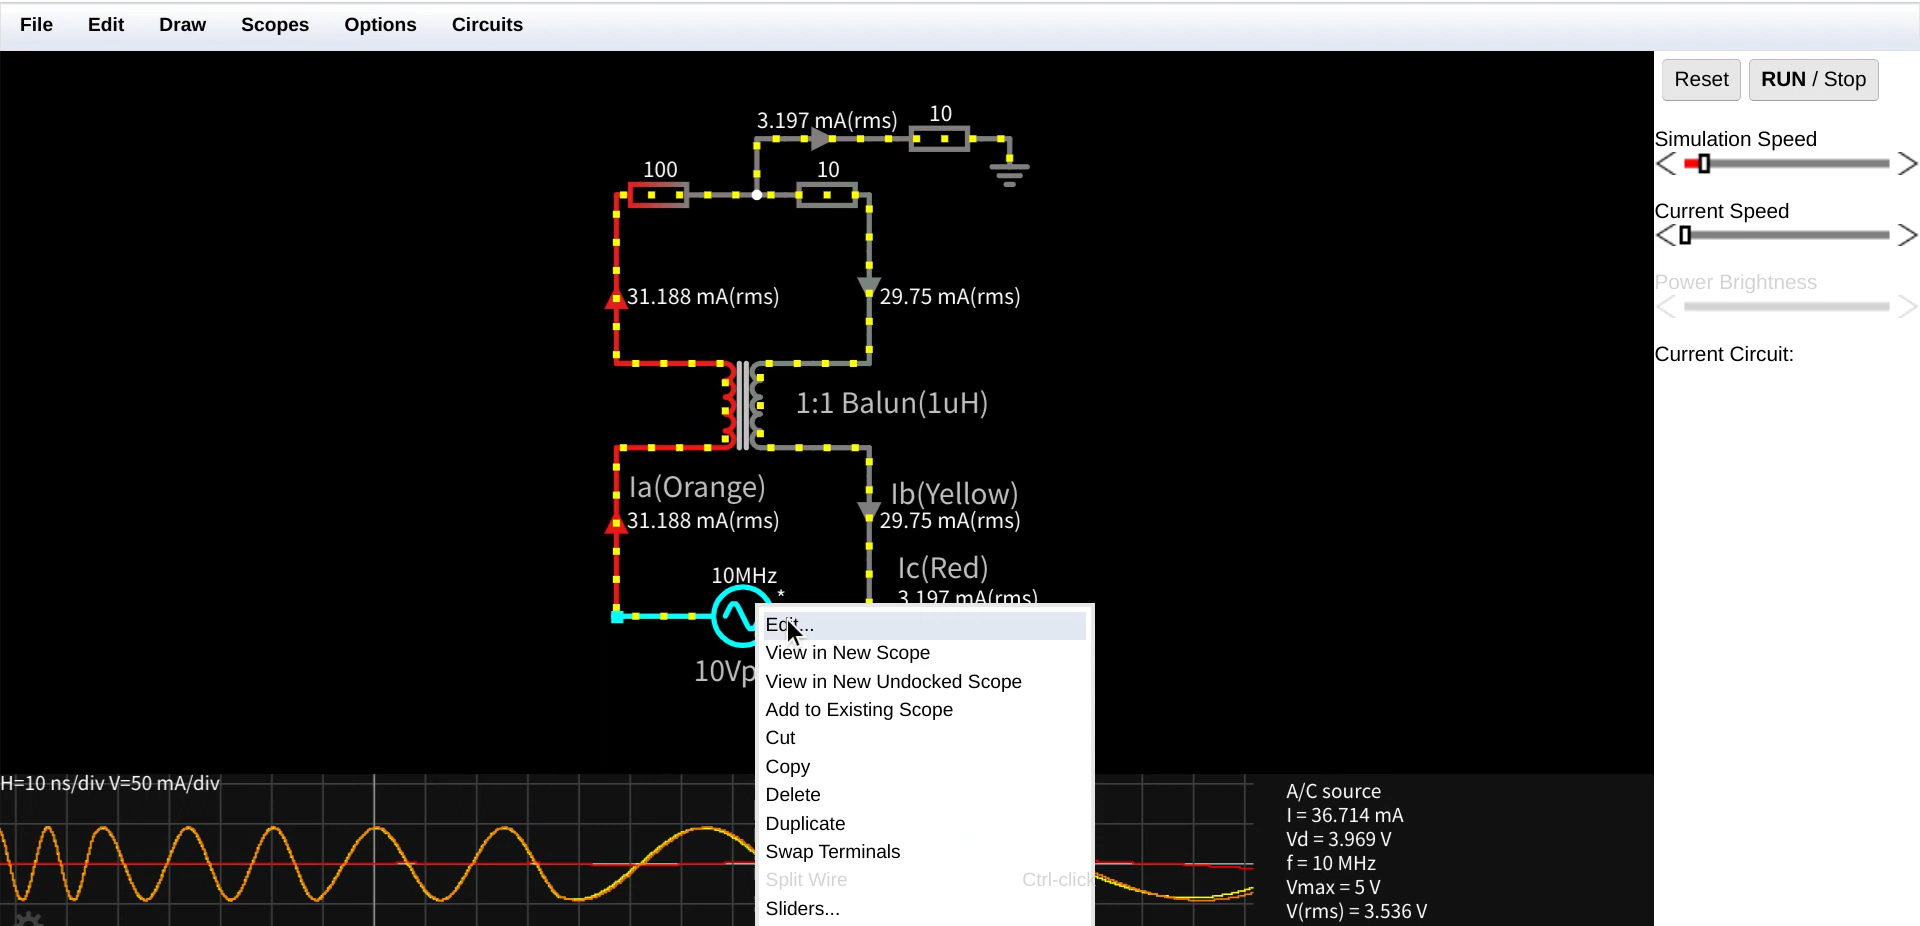 File Edit Draw Scopes Options Circuits
Reset RUN / Stop
Simulation Speed
Current Speed
Power Brightness
Current Circuit:
3.197 mA(rms) 10
100 10
31.188 mA(rms) 29.75 mA(rms)
1:1 Balun(1uH)
Ia(Orange) Ib(Yellow)
31.188 mA(rms) 29.75 mA(rms)
Ic(Red)
10MHz *
3.197 mA(rms)
10Vp
Edit...
View in New Scope
View in New Undocked Scope
Add to Existing Scope
Cut
Copy
Delete
Duplicate
Swap Terminals
Split Wire Ctrl-click
Sliders...
H=10 ns/div V=50 mA/div
A/C source
I = 36.714 mA
Vd = 3.969 V
f = 10 MHz
Vmax = 5 V
V(rms) = 3.536 V